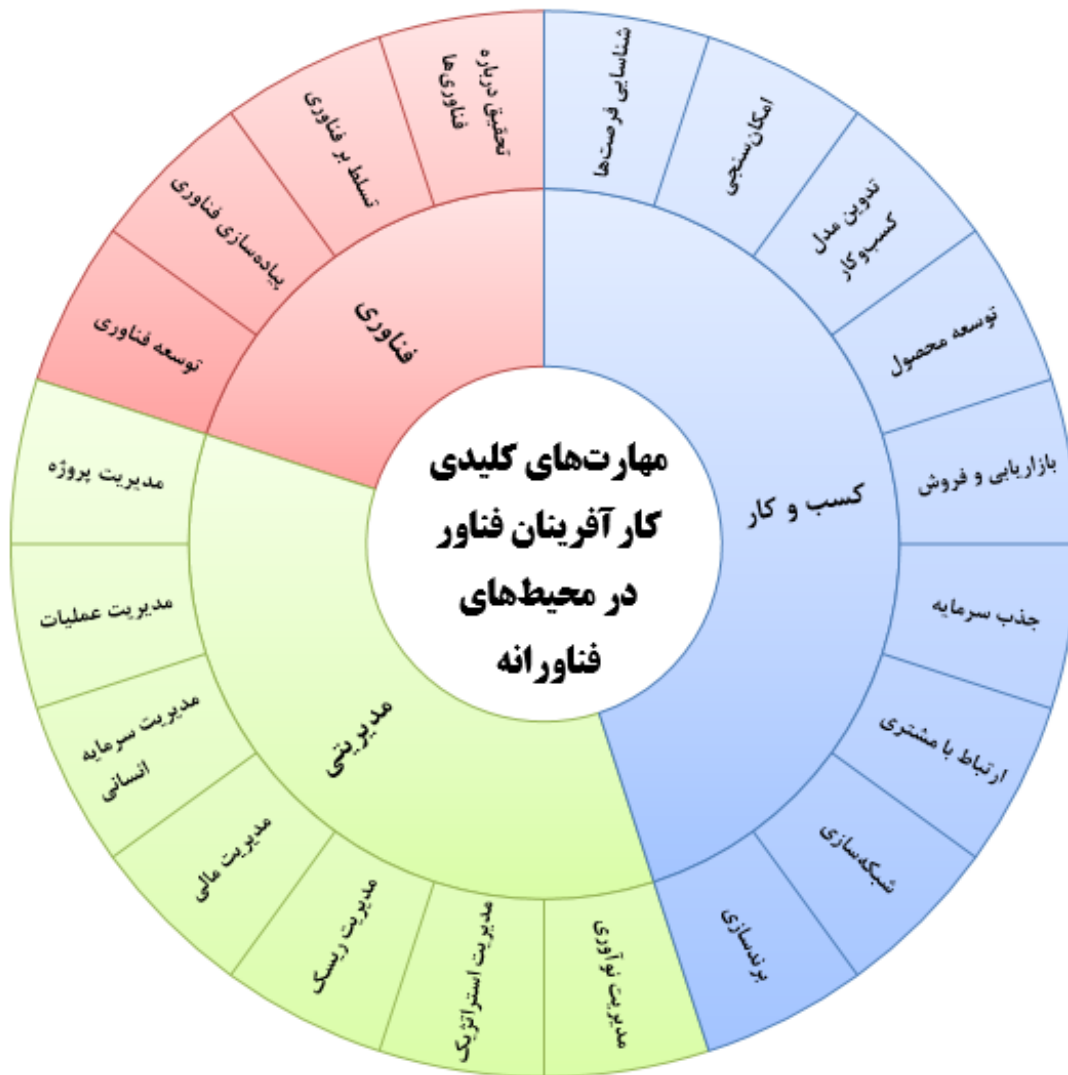 مهارت‌های کلیدی
کارآفرینان فناور
در محیط‌های
فناورانه
کسب و کار
شناسایی فرصت‌ها
امکان‌سنجی
تدوین مدل
کسب‌وکار
توسعه محصول
بازاریابی و فروش
جذب سرمایه
ارتباط با مشتری
شبکه‌سازی
برندسازی
مدیریتی
مدیریت نوآوری
مدیریت استراتژیک
مدیریت ریسک
مدیریت مالی
مدیریت سرمایه
انسانی
مدیریت عملیات
مدیریت پروژه
فناوری
توسعه فناوری
پیاده‌سازی فناوری
تسلط بر فناوری
تحقیق درباره
فناوری‌ها